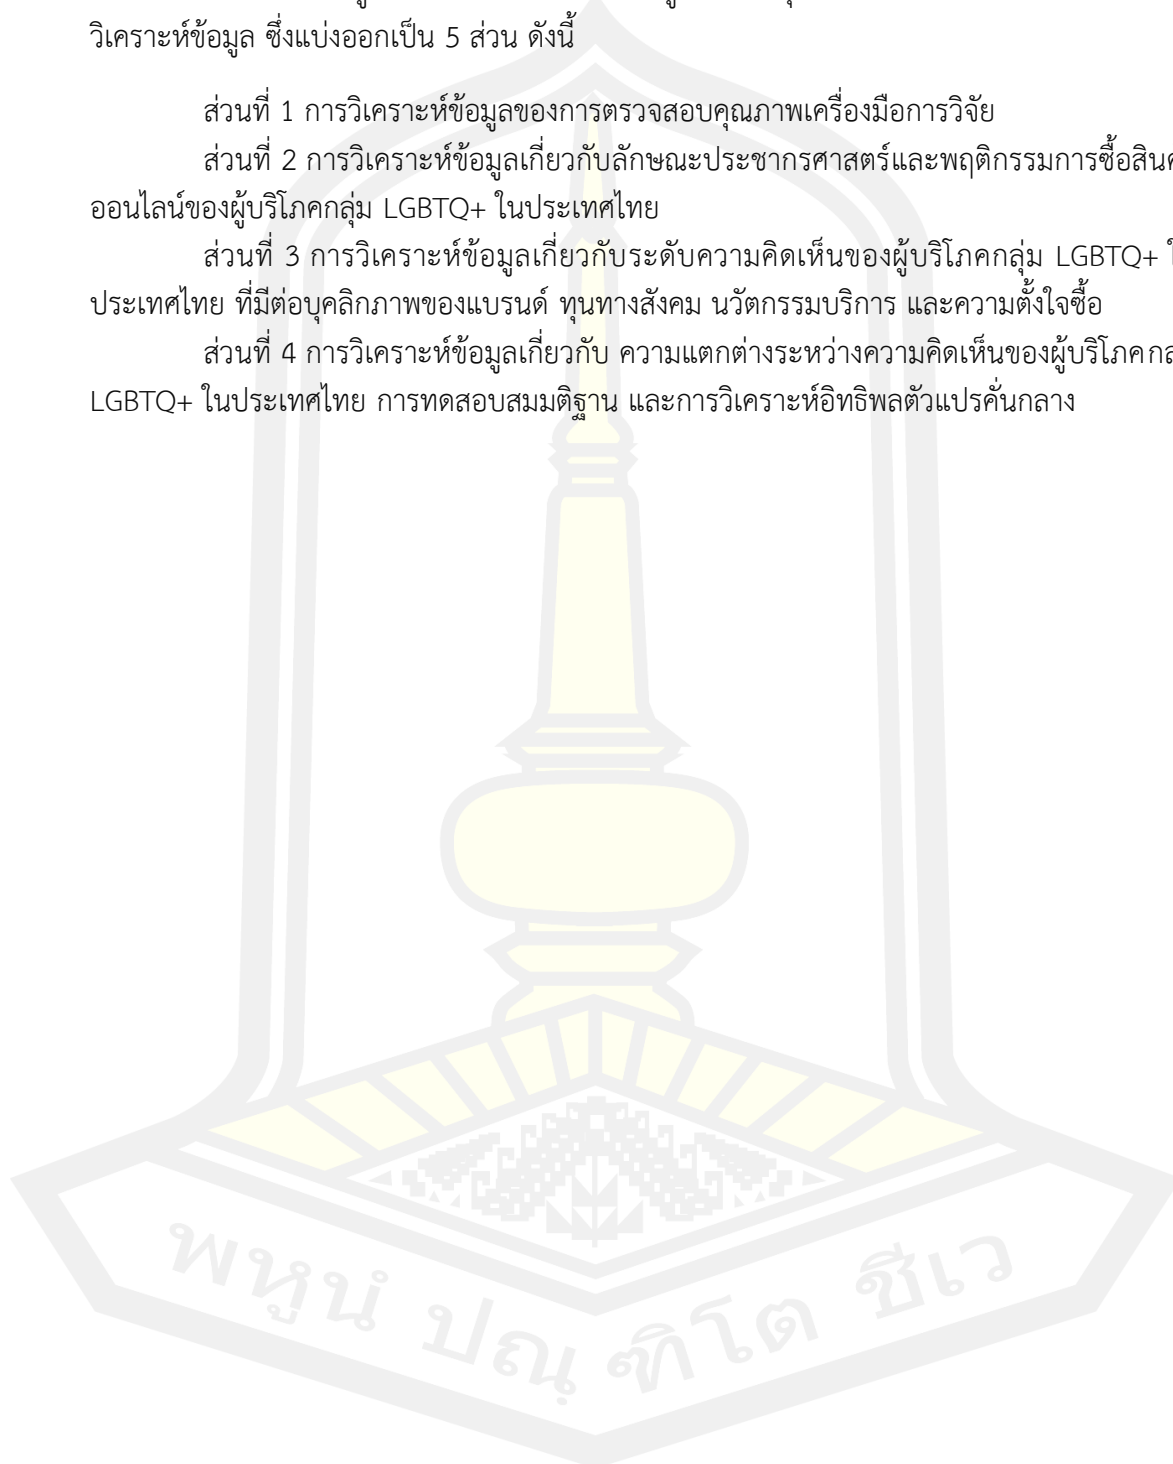 วิเคราะห์ข้อมูล ซึ่งแบ่งออกเป็น 5 ส่วน ดังนี้
ส่วนที่ 1 การวิเคราะห์ข้อมูลของการตรวจสอบคุณภาพเครื่องมือการวิจัย
ส่วนที่ 2 การวิเคราะห์ข้อมูลเกี่ยวกับลักษณะประชากรศาสตร์และพฤติกรรมการซื้อ
ออนไลน์ของผู้บริโภคกลุ่ม LGBTQ+ ในประเทศไทย
ส่วนที่ 3 การวิเคราะห์ข้อมูลเกี่ยวกับระดับความคิดเห็นของผู้บริโภคกลุ่ม LGBTQ+
ประเทศไทย ที่มีต่อบุคลิกภาพของแบรนด์ ทุนทางสังคม นวัตกรรมบริการ และความตั้งใจซื้อ
ส่วนที่ 4 การวิเคราะห์ข้อมูลเกี่ยวกับ ความแตกต่างระหว่างความคิดเห็นของผู้บริโภค
LGBTQ+ ในประเทศไทย การทดสอบสมมติฐาน และการวิเคราะห์อิทธิพลตัวแปรคั่นกลาง
พหูนํ ปณฺฑิโต ชีเว